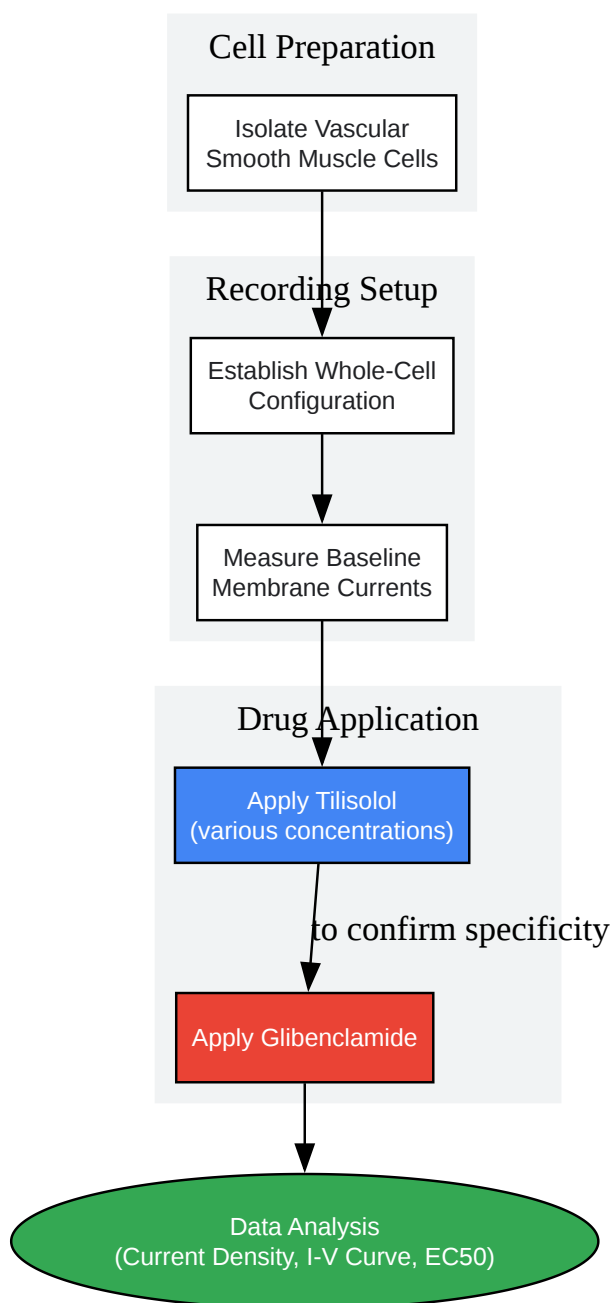 Cell Preparation
Isolate Vascular
Smooth Muscle Cells
Recording Setup
Establish Whole-Cell
Configuration
Measure Baseline
Membrane Currents
Drug Application
Apply Tilisolol
(various concentrations)
to confirm specificity
Apply Glibenclamide
Data Analysis
(Current Density, I-V Curve, EC50)